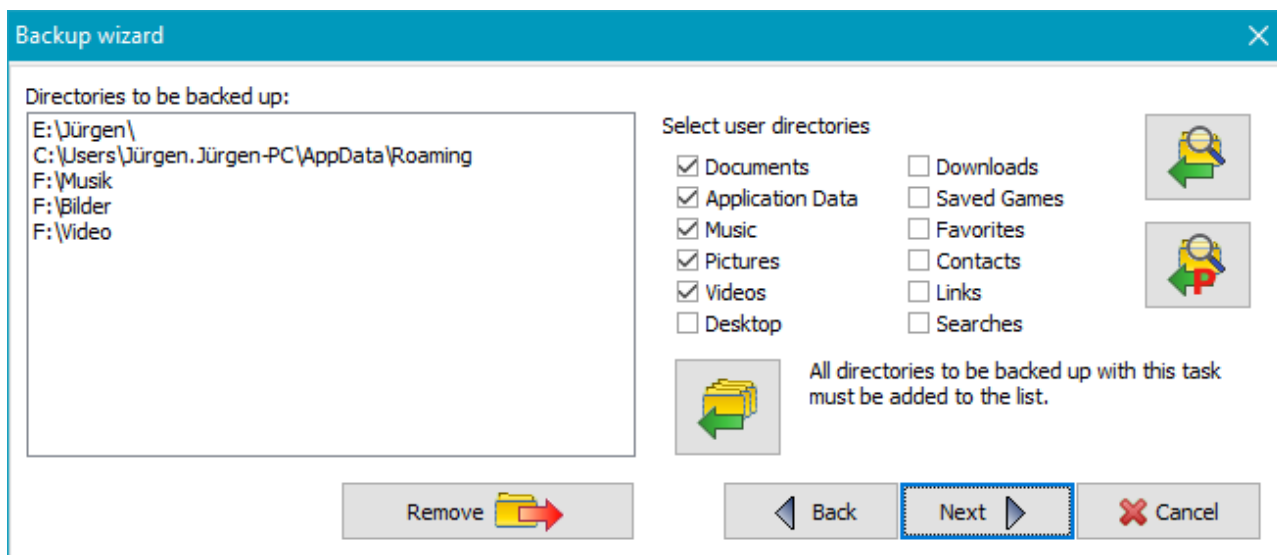 Backup wizard
Directories to be backed up:
E:\Jürgen\
C:\Users\Jürgen.Jürgen-PC\AppData\Roaming
F:\Musik
F:\Bilder
F:\Video
Select user directories
Documents
Application Data
Music
Pictures
Videos
Desktop
Downloads
Saved Games
Favorites
Contacts
Links
Searches
P
All directories to be backed up with this task
must be added to the list.
Remove
Back
Next
Cancel